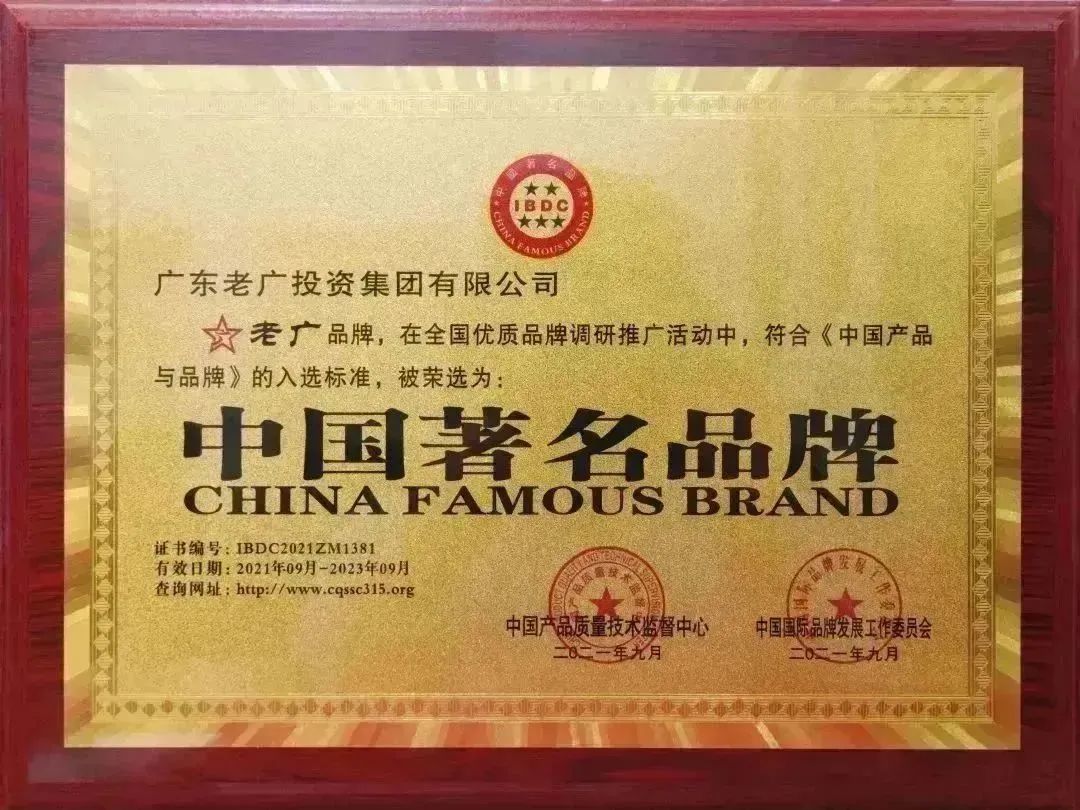 中國著名品牌
IBDC
CHINA FAMOUS BRAND
广东老广投资集团有限公司
老广品牌，在全国优质品牌调研推广活动中，符合《中国产品
与品牌》的入选标准，被荣选为：
中国著名品牌
CHINA FAMOUS BRAND
证书编号：IBDC2021ZM1381
有效日期：2021年09月-2023年09月
查询网址：http://www.cqssc315.org
中国产品质量技术监督中心
二〇二一年九月
中国国际品牌发展工作委员会
二〇二一年九月